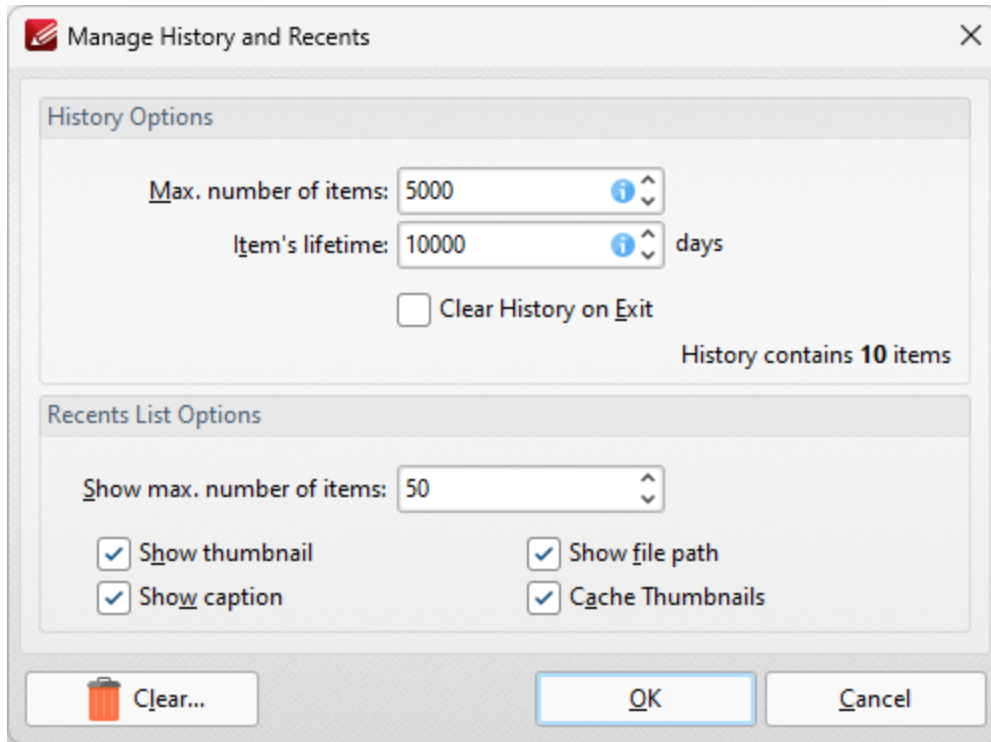 Manage History and Recents
History Options
Max. number of items: 5000
Item's lifetime: 10000 days
Clear History on Exit
History contains 10 items
Recents List Options
Show max. number of items: 50
Show thumbnail Show file path
Show caption Cache Thumbnails
Clear... OK Cancel